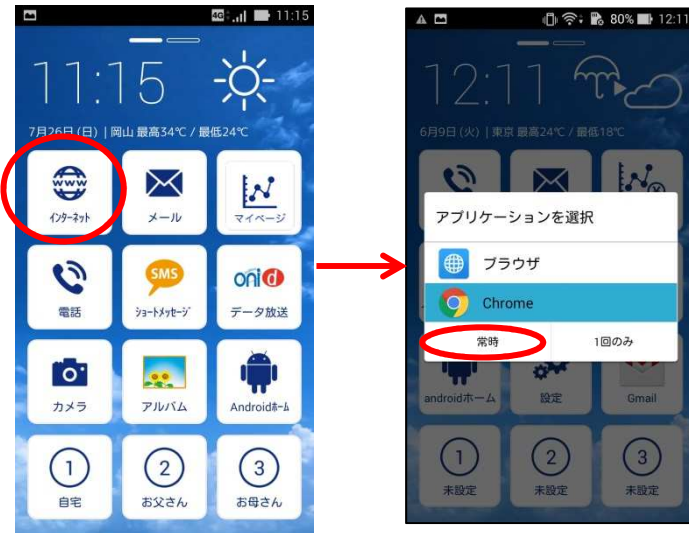 4G 11:15
11:15
7月26日(日) | 岡山 最高34℃ / 最低24℃
www
インターネット
メール
マイページ
電話
SMS
ショートメッセージ
onid
データ放送
カメラ
アルバム
Androidホーム
1
自宅
2
お父さん
3
お母さん
80% 12:11
12:11
6月9日(火) | 東京 最高24℃ / 最低18℃
アプリケーションを選択
ブラウザ
Chrome
常時
1回のみ
androidホーム
設定
Gmail
1
未設定
2
未設定
3
未設定